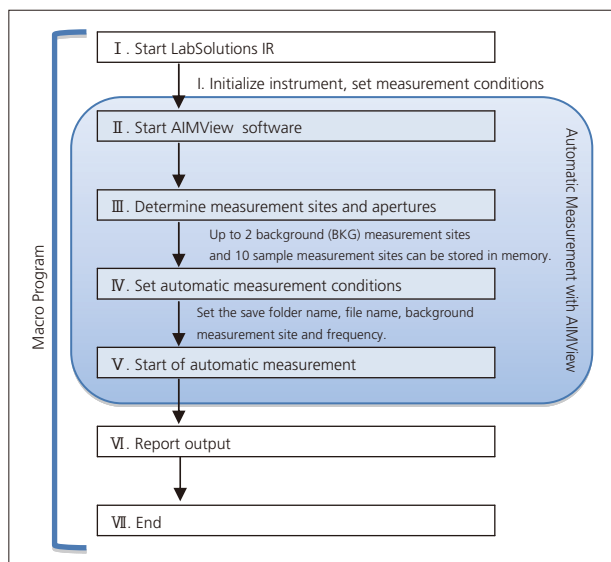 Ⅰ. Start LabSolutions IR
Ⅰ. Initialize instrument, set measurement conditions
Ⅱ. Start AIMView software
Ⅲ. Determine measurement sites and apertures
Up to 2 background (BKG) measurement sites
and 10 sample measurement sites can be stored in memory.
Ⅳ. Set automatic measurement conditions
Set the save folder name, file name, background
measurement site and frequency.
Ⅴ. Start of automatic measurement
Ⅵ. Report output
Ⅶ. End
Macro Program
Automatic Measurement with AIMView